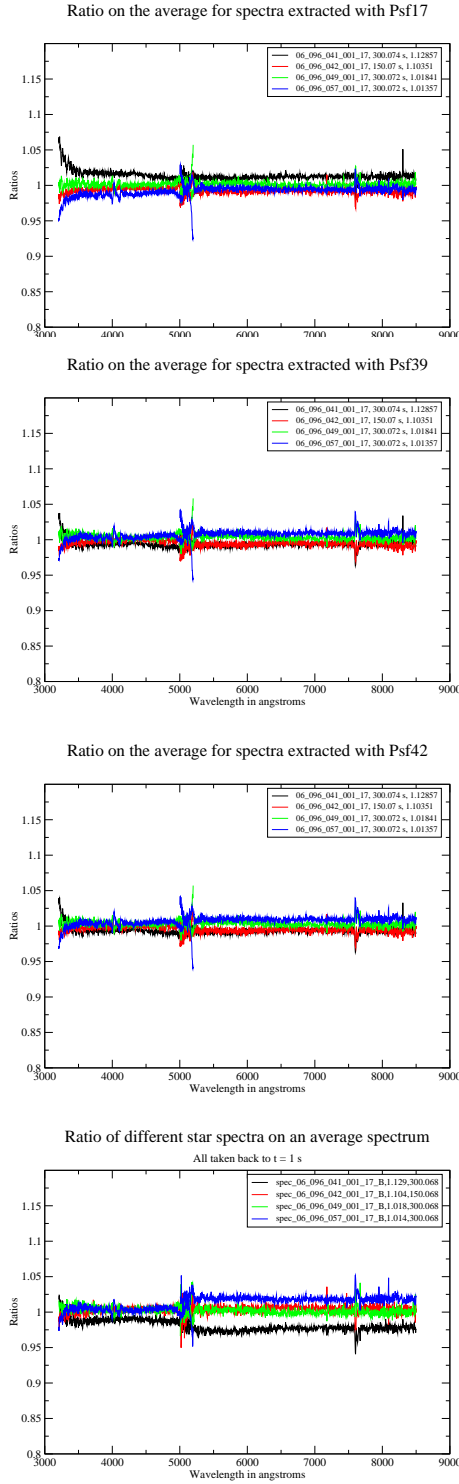 Ratio on the average for spectra extracted with Psf17
06_096_041_001_17, 300.074 s, 1.12857
06_096_042_001_17, 150.07 s, 1.10351
06_096_049_001_17, 300.072 s, 1.01841
06_096_057_001_17, 300.072 s, 1.01357
1.15
1.1
1.05
1
0.95
0.9
0.85
0.8
Ratios
3000 4000 5000 6000 7000 8000 9000
Wavelength in angstroms
Ratio on the average for spectra extracted with Psf39
06_096_041_001_17, 300.074 s, 1.12857
06_096_042_001_17, 150.07 s, 1.10351
06_096_049_001_17, 300.072 s, 1.01841
06_096_057_001_17, 300.072 s, 1.01357
1.15
1.1
1.05
1
0.95
0.9
0.85
0.8
Ratios
3000 4000 5000 6000 7000 8000 9000
Wavelength in angstroms
Ratio on the average for spectra extracted with Psf42
06_096_041_001_17, 300.074 s, 1.12857
06_096_042_001_17, 150.07 s, 1.10351
06_096_049_001_17, 300.072 s, 1.01841
06_096_057_001_17, 300.072 s, 1.01357
1.15
1.1
1.05
1
0.95
0.9
0.85
0.8
Ratios
3000 4000 5000 6000 7000 8000 9000
Wavelength in angstroms
Ratio of different star spectra on an average spectrum
All taken back to t = 1 s
spec_06_096_041_001_17_B,1.129,300.068
spec_06_096_042_001_17_B,1.104,150.068
spec_06_096_049_001_17_B,1.018,300.068
spec_06_096_057_001_17_B,1.014,300.068
1.15
1.1
1.05
1
0.95
0.9
0.85
0.8
Ratios
3000 4000 5000 6000 7000 8000 9000
Wavelength in angstroms